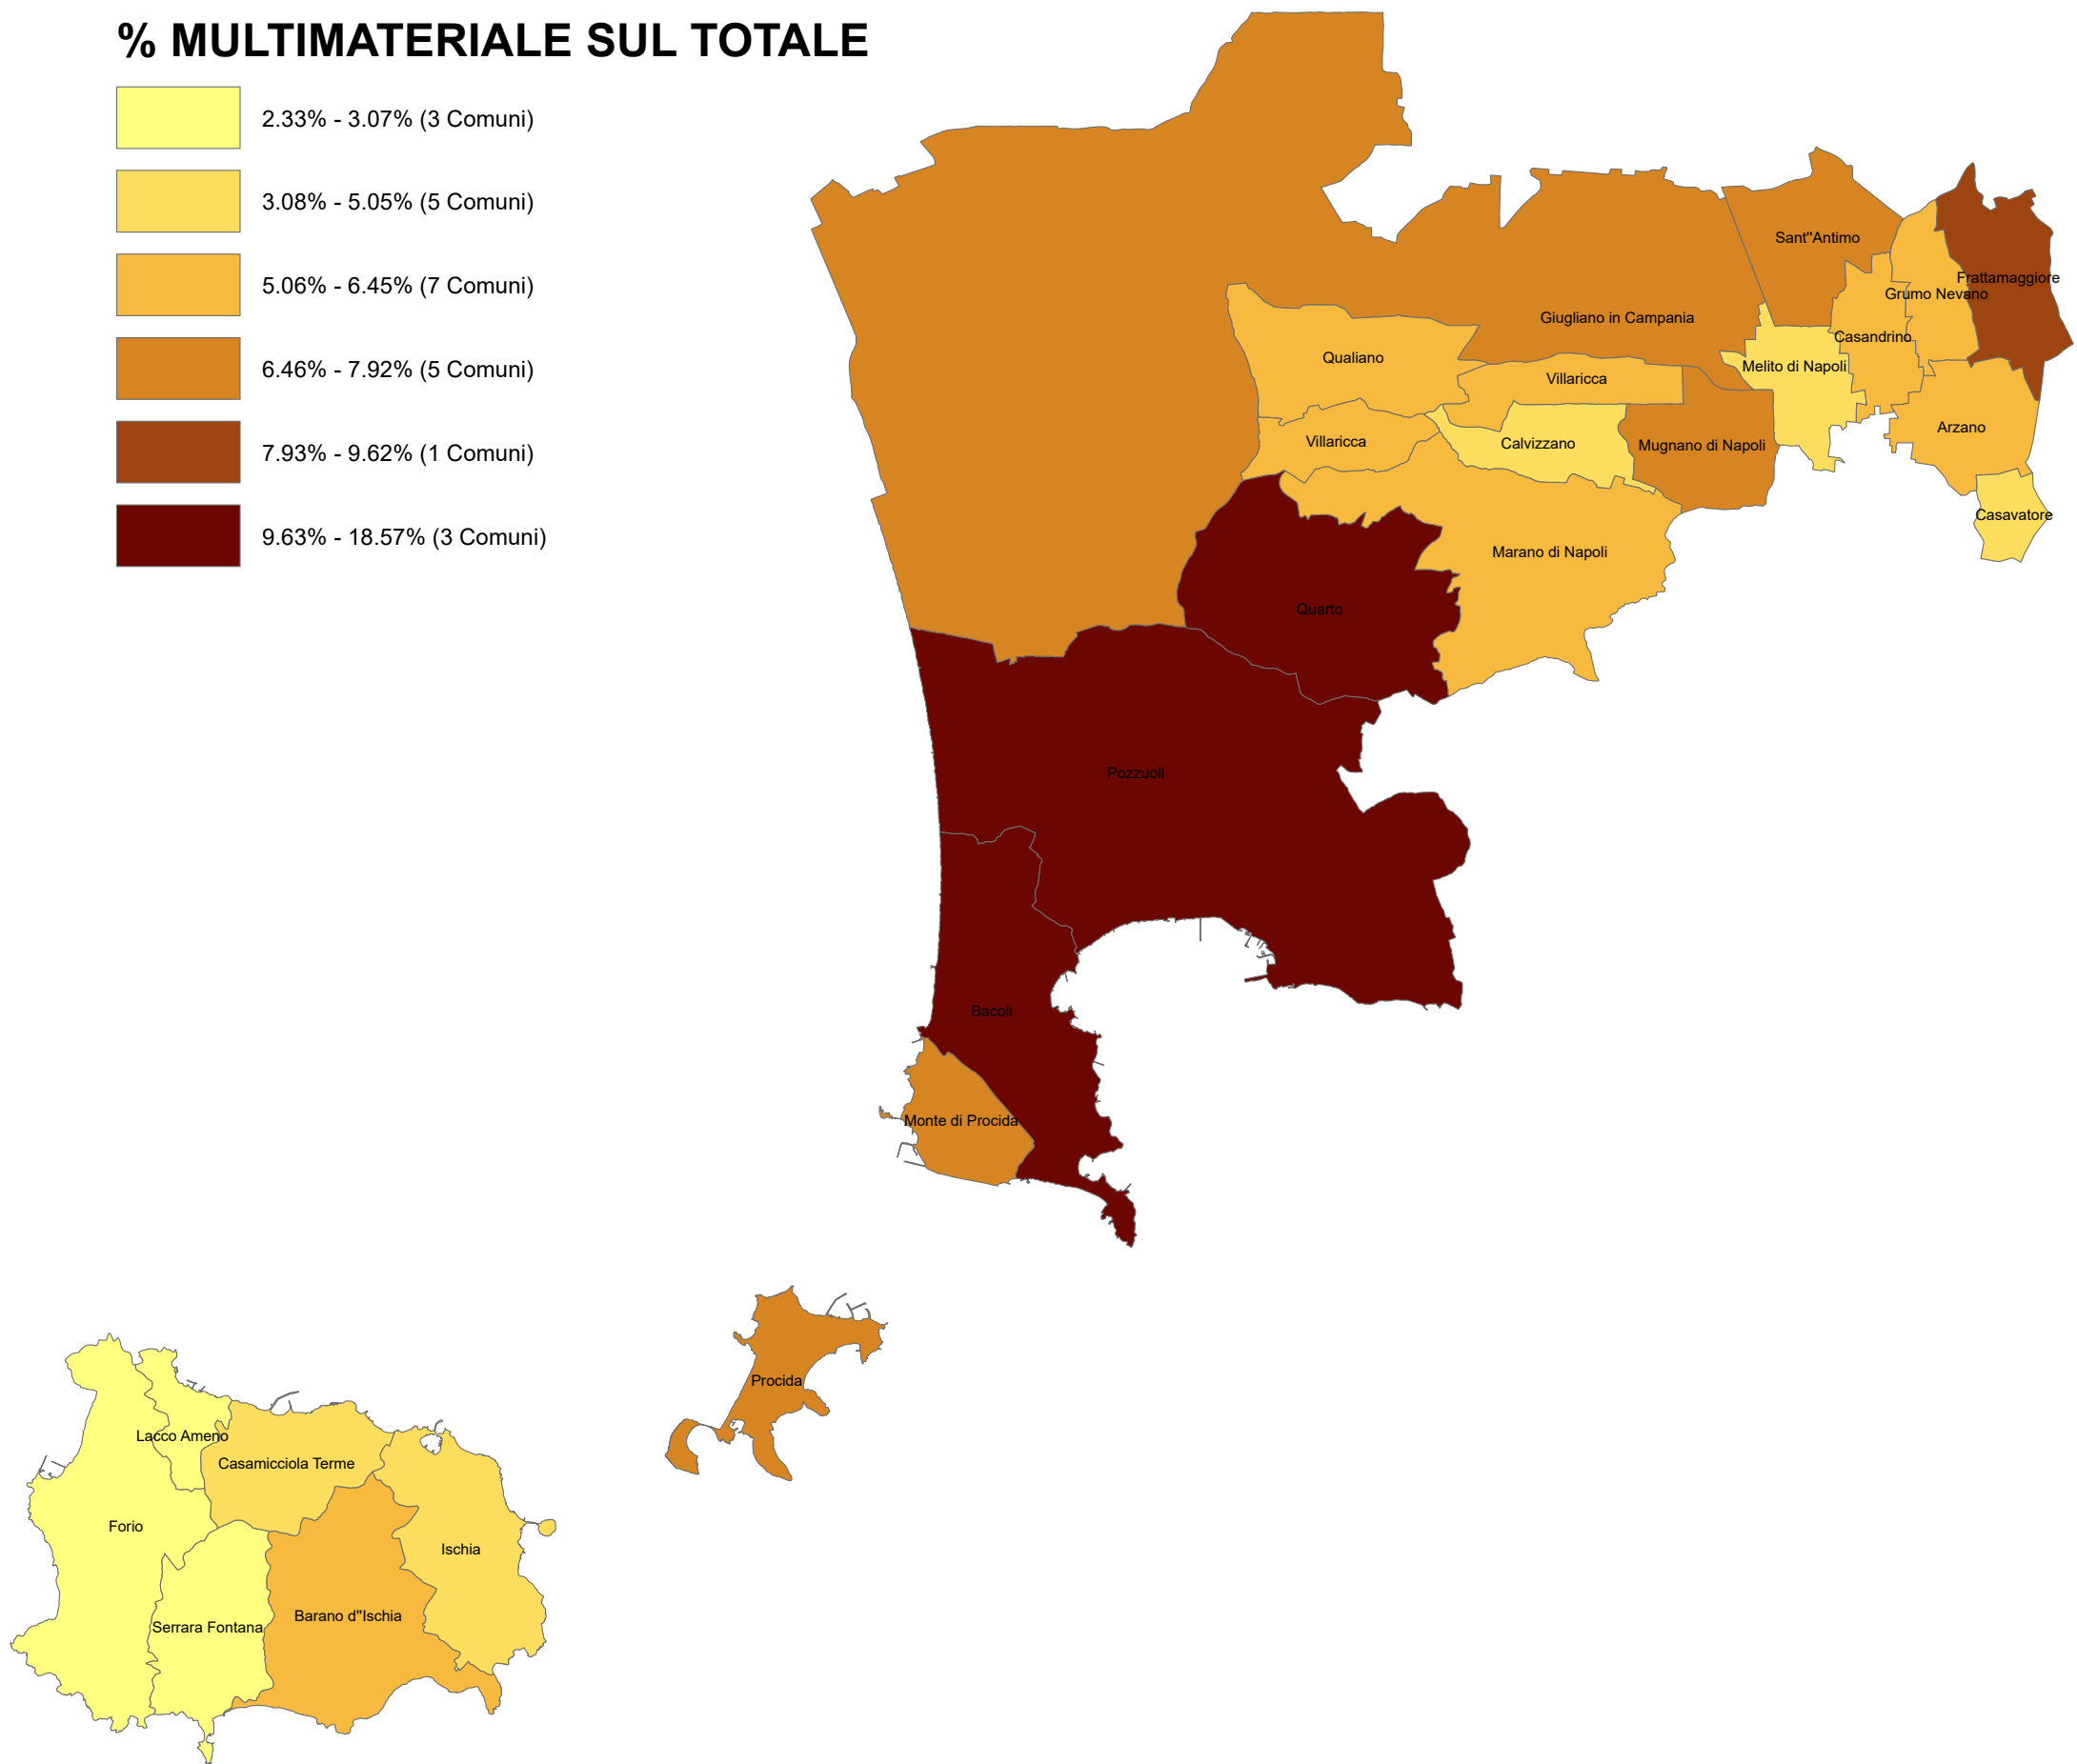 % MULTIMATERIALE SUL TOTALE
2.33% - 3.07% (3 Comuni)
3.08% - 5.05% (5 Comuni)
5.06% - 6.45% (7 Comuni)
6.46% - 7.92% (5 Comuni)
7.93% - 9.62% (1 Comuni)
9.63% - 18.57% (3 Comuni)
Sant"Antimo
Frattamaggiore
Grumo Nevano
Giugliano in Campania
Casandrino
Qualiano
Melito di Napoli
Villaricca
Arzano
Villaricca
Calvizzano
Mugnano di Napoli
Casavatore
Marano di Napoli
Quarto
Pozzuoli
Bacoli
Monte di Procida
Procida
Lacco Ameno
Casamicciola Terme
Forio
Ischia
Barano d"Ischia
Serrara Fontana